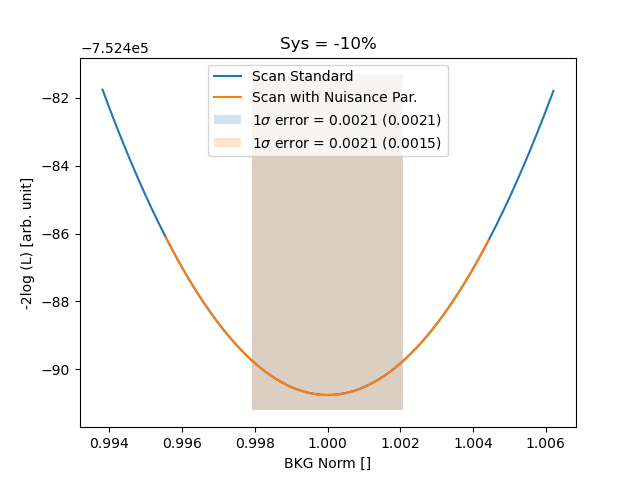 Sys = -10%
−7.524e5
Scan Standard
Scan with Nuisance Par.
1σ error = 0.0021 (0.0021)
1σ error = 0.0021 (0.0015)
−82
−84
−86
−88
−90
-2log (L) [arb. unit]
0.994 0.996 0.998 1.000 1.002 1.004 1.006
BKG Norm []